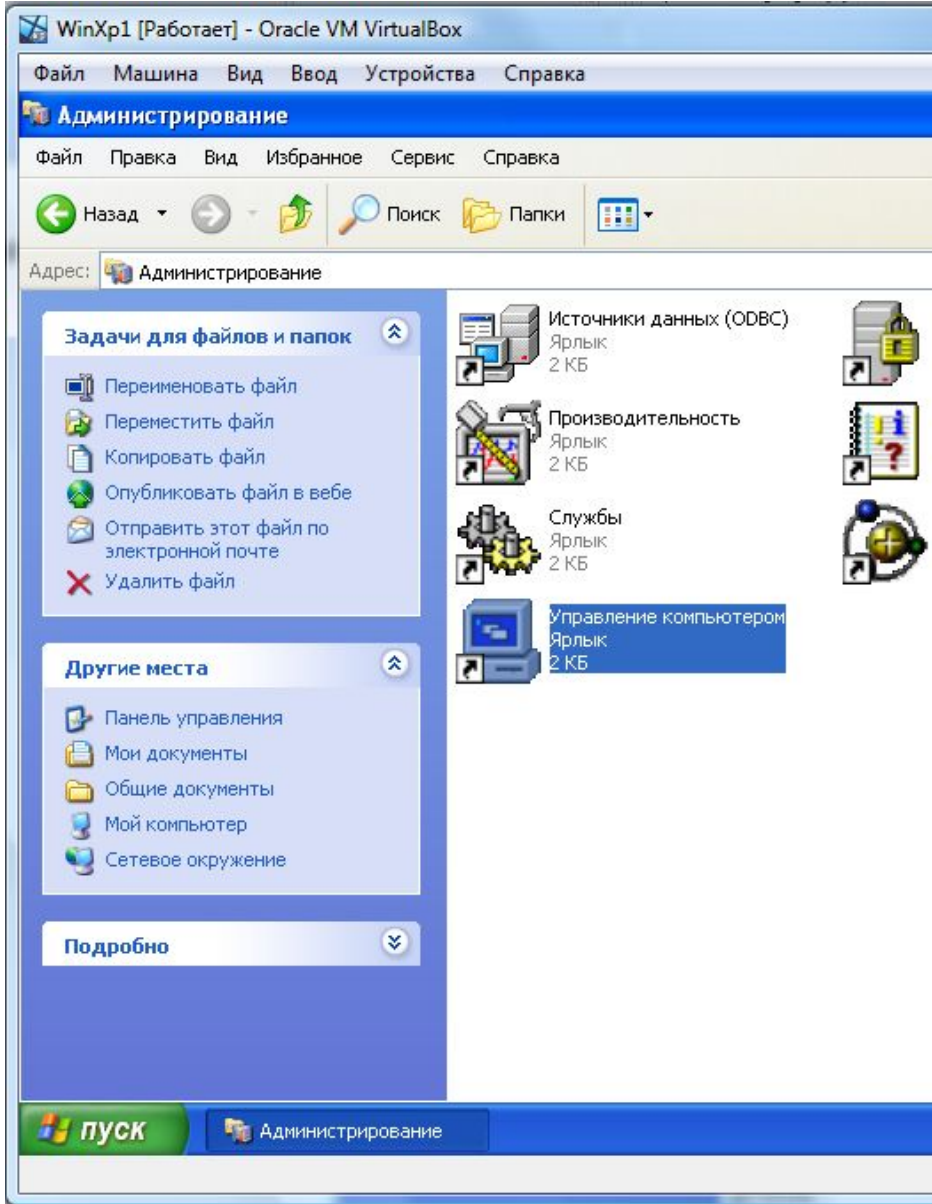 WinXp1 [Работает] - Oracle VM VirtualBox
Файл Машина Вид Ввод Устройства Справка
Администрирование
Файл Правка Вид Избранное Сервис Справка
Назад Поиск Папки
Адрес: Администрирование
Задачи для файлов и папок
Переименовать файл
Переместить файл
Копировать файл
Опубликовать файл в вебе
Отправить этот файл по
электронной почте
Удалить файл
Другие места
Панель управления
Мои документы
Общие документы
Мой компьютер
Сетевое окружение
Подробно
Источники данных (ODBC)
Ярлык
2 КБ
Производительность
Ярлык
2 КБ
Службы
Ярлык
2 КБ
Управление компьютером
Ярлык
2 КБ
пуск Администрирование